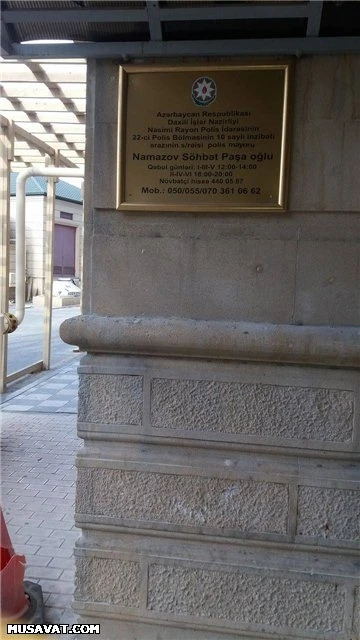 Azərbaycan Respublikası
Daxili İşlər Nazirliyi
Nəsimi Rayon Polis İdarəsinin
22-ci Polis Bölməsinin 10 saylı inzibati
ərazinin s/rəisi polis mayoru
Namazov Söhbət Paşa oğlu
Qəbul günləri: I-III-V 12:00-14:00
II-IV-VI 18:00-20:00
Növbətçi hissə 440 05 87
Mob.: 050/055/070 361 06 62
MUSAVAT.COM